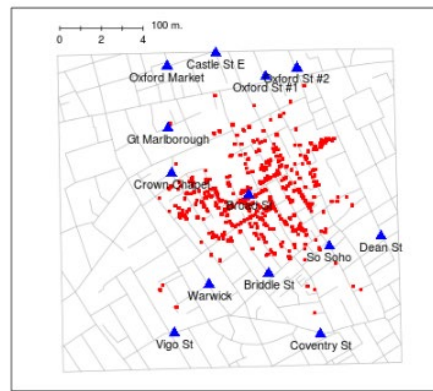 100 m.
0 2 4
Castle St E
Oxford Market
Oxford St #2
Oxford St #1
Gt Marlborough
Crown Chapel
Broad St
Dean St
So Soho
Briddle St
Warwick
Vigo St
Coventry St